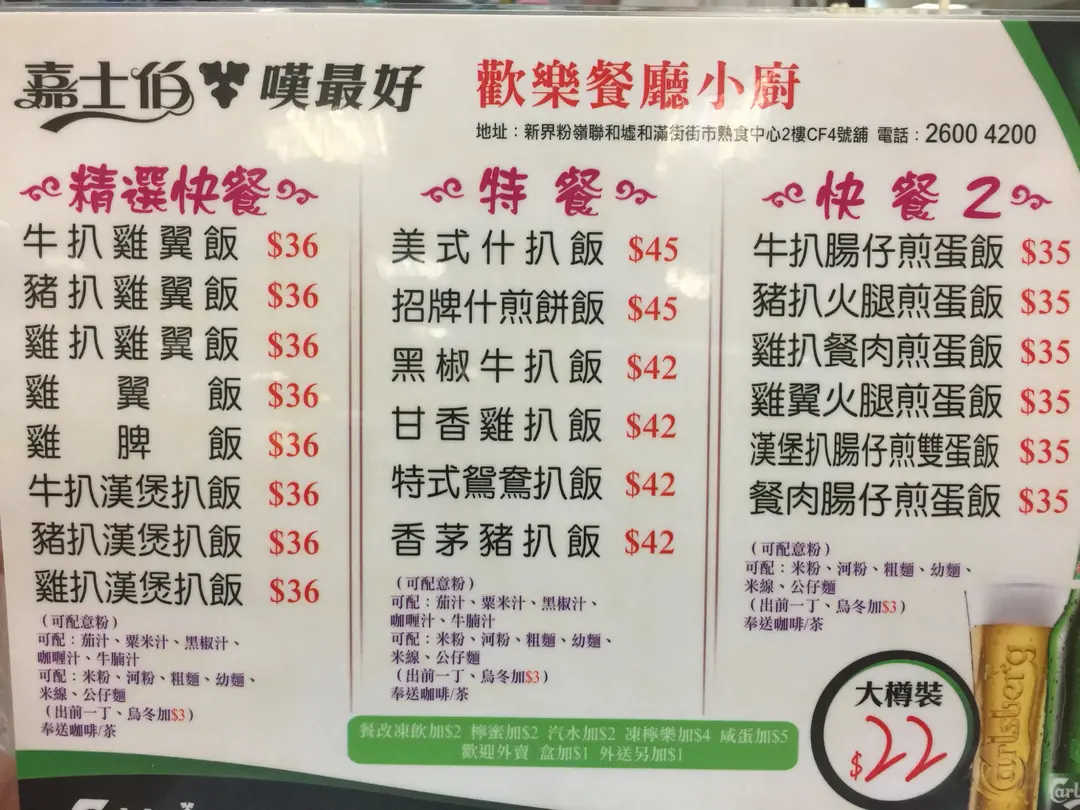 嘉士伯 嘆最好
歡樂餐廳小廚
地址：新界粉嶺聯和墟和滿街街市熟食中心2樓CF4號舖 電話：2600 4200
精選快餐
牛扒雞翼飯 $36
豬扒雞翼飯 $36
雞扒雞翼飯 $36
雞翼飯 $36
雞脾飯 $36
牛扒漢煲扒飯 $36
豬扒漢煲扒飯 $36
雞扒漢煲扒飯 $36
（可配意粉）
可配：茄汁、粟米汁、黑椒汁、
咖喱汁、牛腩汁
可配：米粉、河粉、粗麵、幼麵、
米線、公仔麵
（出前一丁、烏冬加$3）
奉送咖啡/茶
特餐
美式什扒飯 $45
招牌什煎餅飯 $45
黑椒牛扒飯 $42
甘香雞扒飯 $42
特式鴛鴦扒飯 $42
香茅豬扒飯 $42
（可配意粉）
可配：茄汁、粟米汁、黑椒汁、
咖喱汁、牛腩汁
可配：米粉、河粉、粗麵、幼麵、
米線、公仔麵
（出前一丁、烏冬加$3）
奉送咖啡/茶
快餐2
牛扒腸仔煎蛋飯 $35
豬扒火腿煎蛋飯 $35
雞扒餐肉煎蛋飯 $35
雞翼火腿煎蛋飯 $35
漢堡扒腸仔煎雙蛋飯 $35
餐肉腸仔煎蛋飯 $35
（可配意粉）
可配：米粉、河粉、粗麵、幼麵、
米線、公仔麵
（出前一丁、烏冬加$3）
奉送咖啡/茶
餐改凍飲加$2 檸蜜加$2 汽水加$2 凍檸樂加$4 咸蛋加$5
歡迎外賣 盒加$1 外送另加$1
大樽裝
$22
Carlsberg